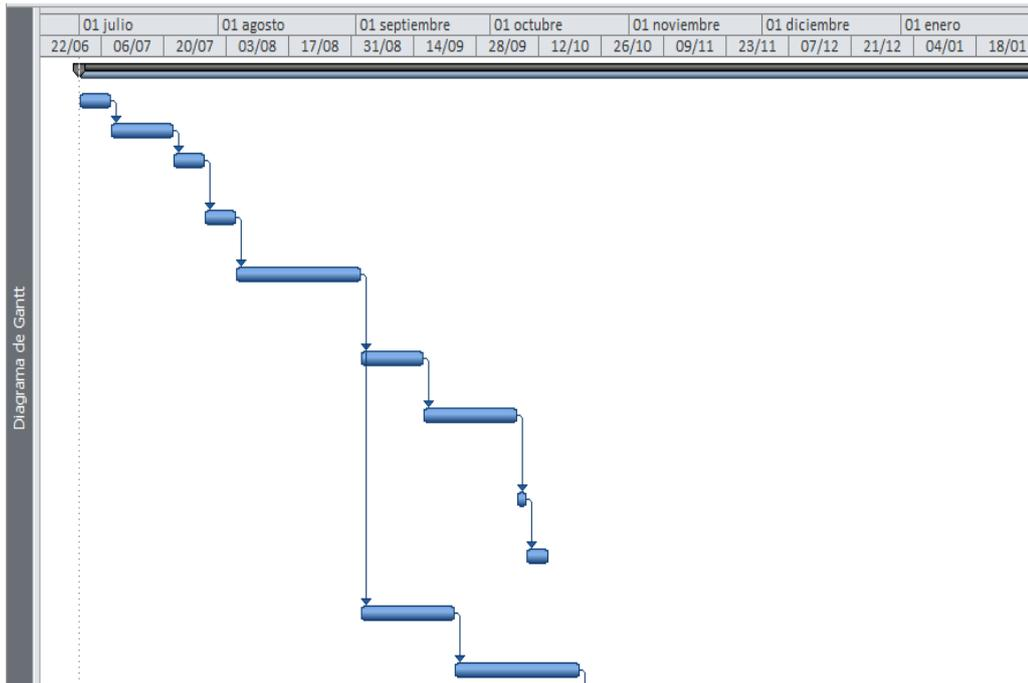 01 julio 01 agosto 01 septiembre 01 octubre 01 noviembre 01 diciembre 01 enero
22/06 06/07 20/07 03/08 17/08 31/08 14/09 28/09 12/10 26/10 09/11 23/11 07/12 21/12 04/01 18/01
Diagrama de Gantt